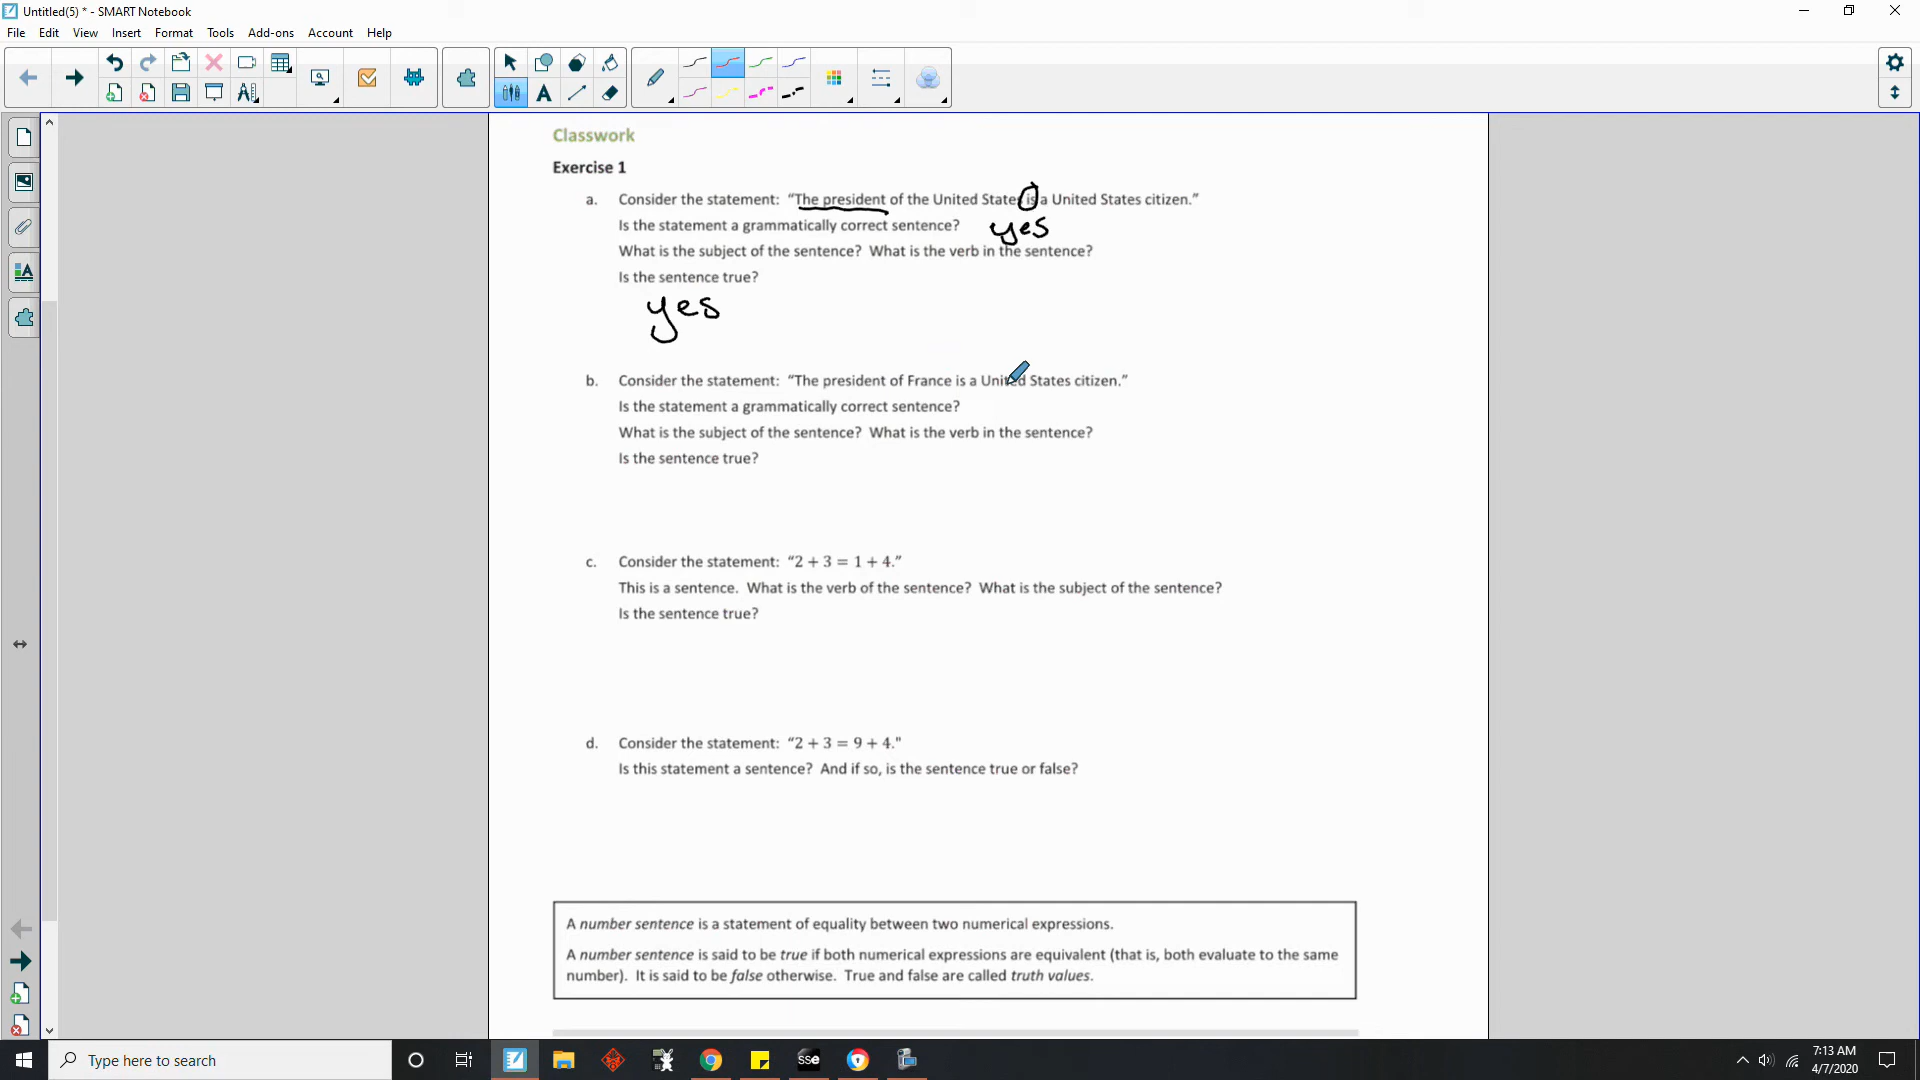 Untitled(5) * - SMART Notebook
File Edit View Insert Format Tools Add-ons Account Help
Classwork
Exercise 1
a. Consider the statement: “The president of the United States is a United States citizen.”
Is the statement a grammatically correct sentence? yes
What is the subject of the sentence? What is the verb in the sentence?
Is the sentence true?
yes
b. Consider the statement: “The president of France is a United States citizen.”
Is the statement a grammatically correct sentence?
What is the subject of the sentence? What is the verb in the sentence?
Is the sentence true?
c. Consider the statement: “2 + 3 = 1 + 4.”
This is a sentence. What is the verb of the sentence? What is the subject of the sentence?
Is the sentence true?
d. Consider the statement: “2 + 3 = 9 + 4."
Is this statement a sentence? And if so, is the sentence true or false?
A number sentence is a statement of equality between two numerical expressions.
A number sentence is said to be true if both numerical expressions are equivalent (that is, both evaluate to the same
number). It is said to be false otherwise. True and false are called truth values.
Type here to search
sse
7:13 AM
4/7/2020